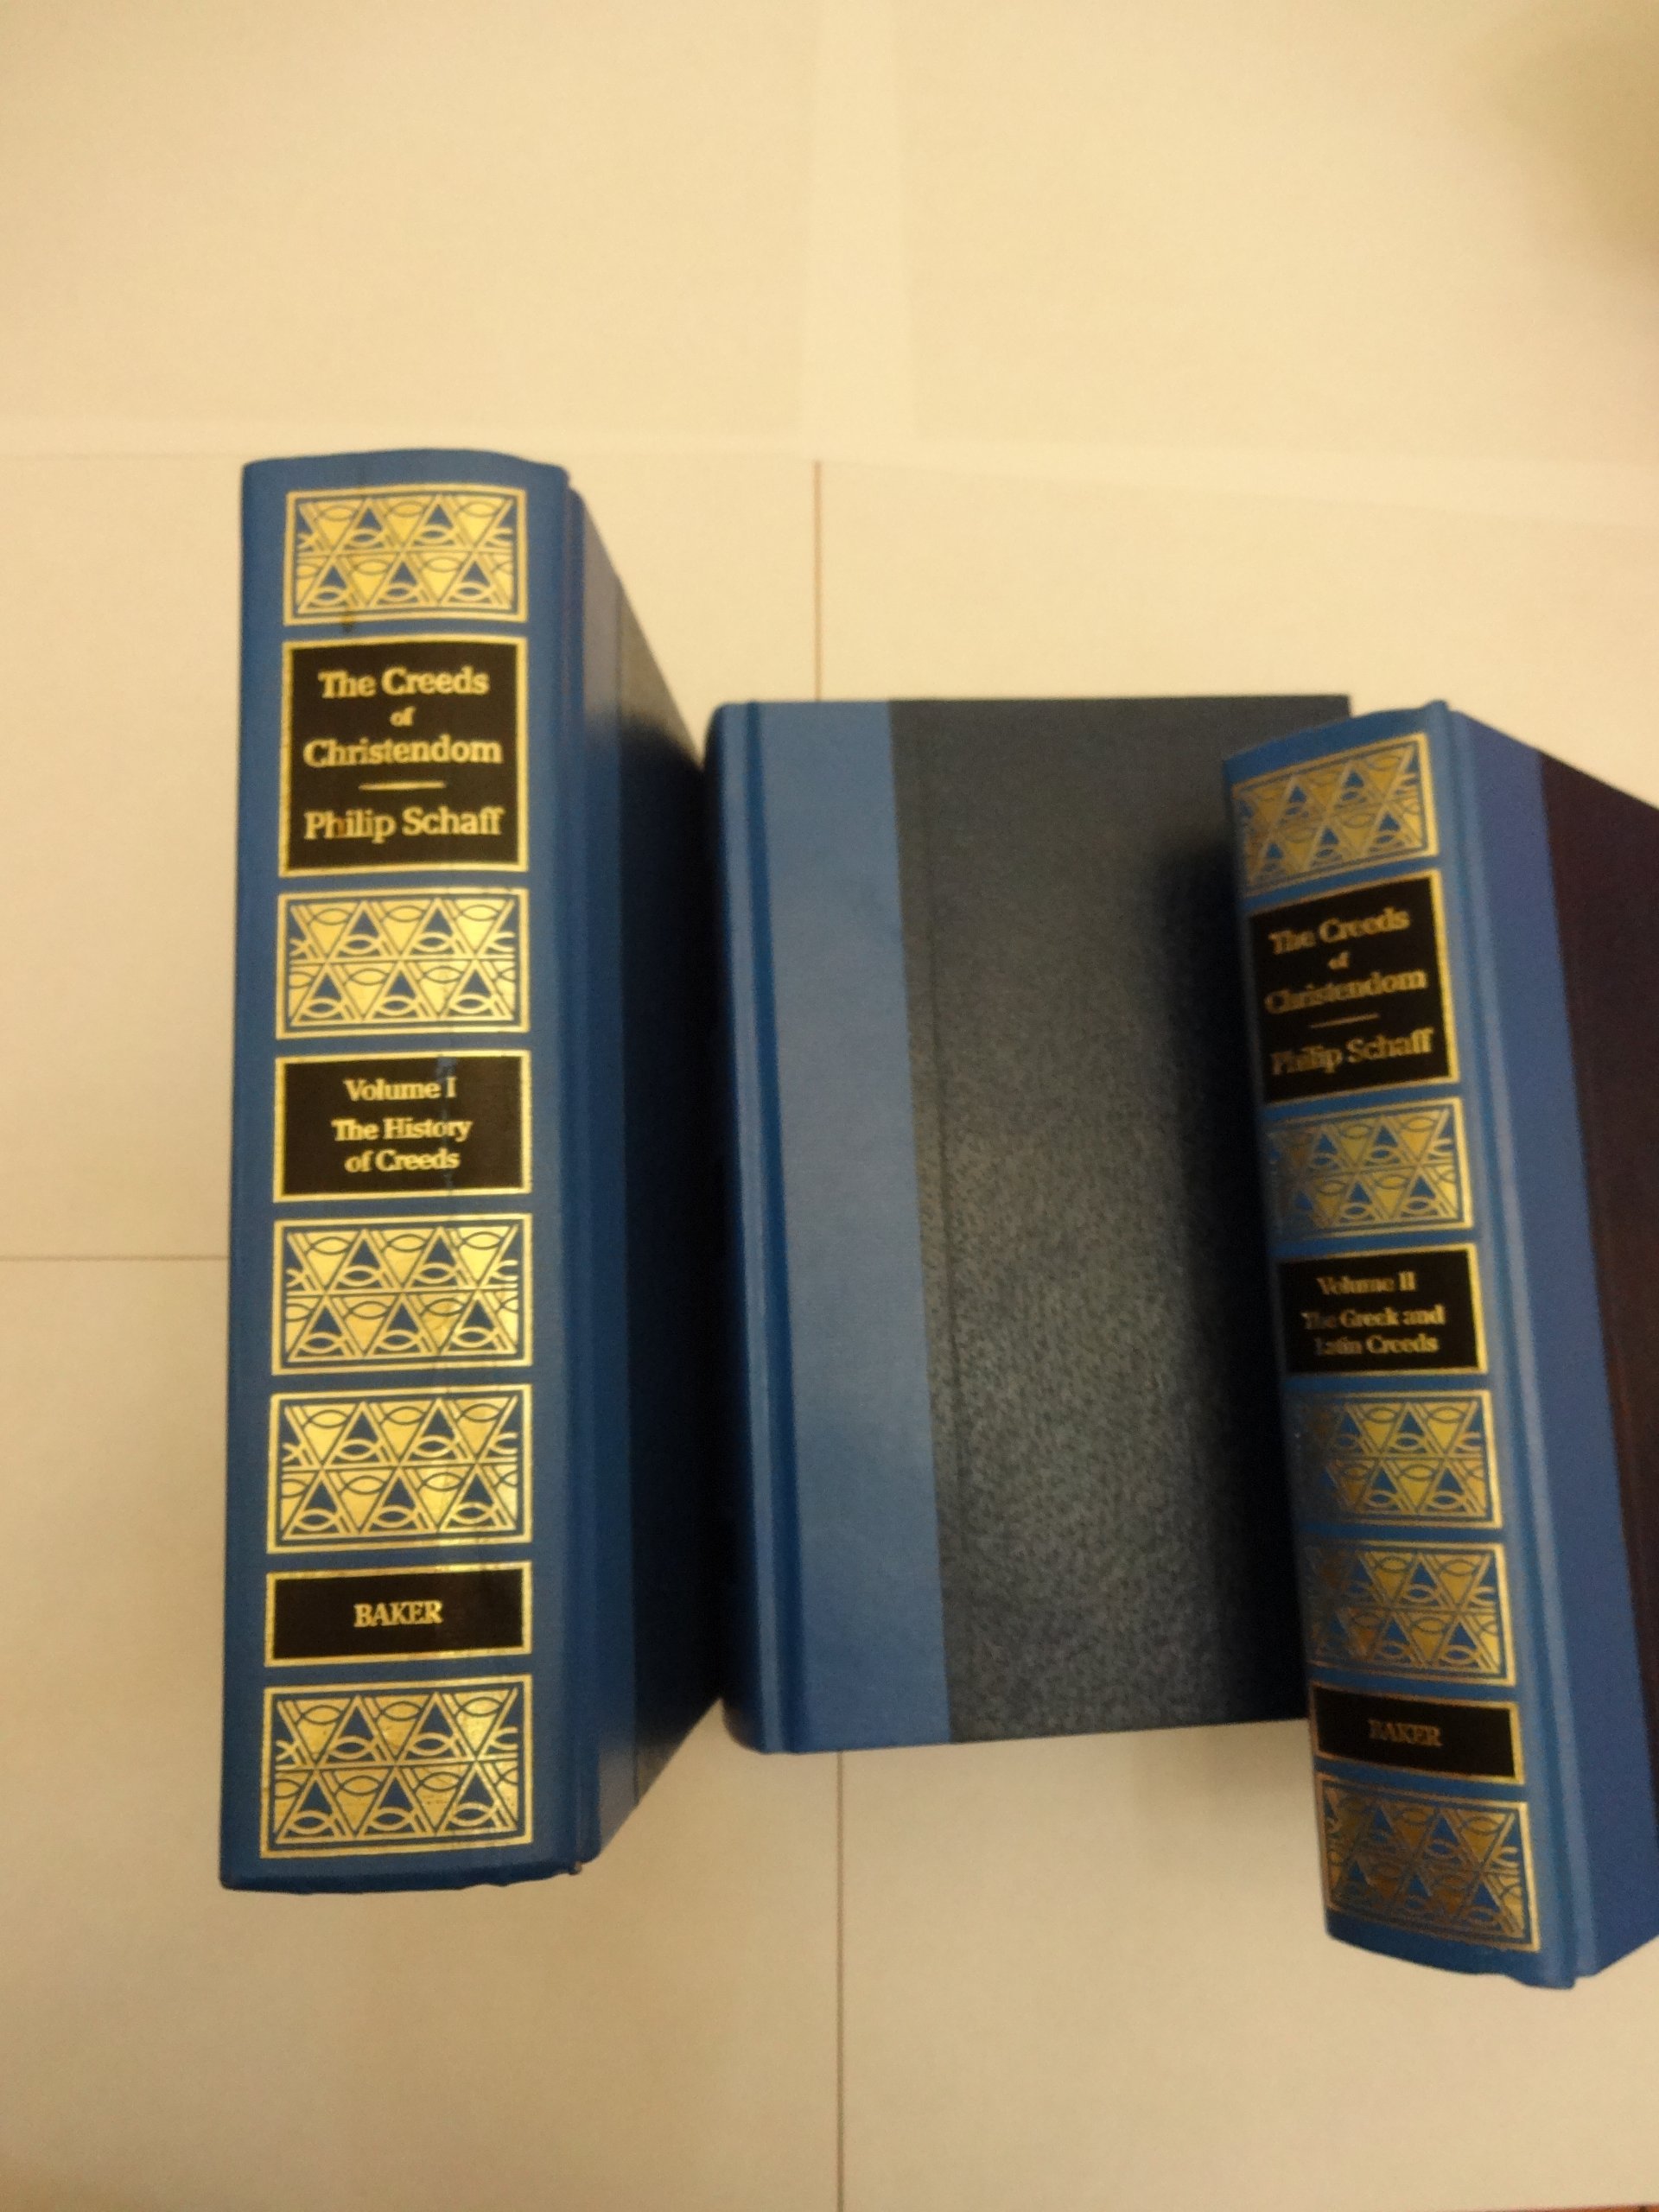 The Creeds
of
Christendom
Philip Schaff
Volume I
The History
of Creeds
BAKER
The Creeds
of
Christendom
Philip Schaff
Volume II
The Greek and
Latin Creeds
BAKER